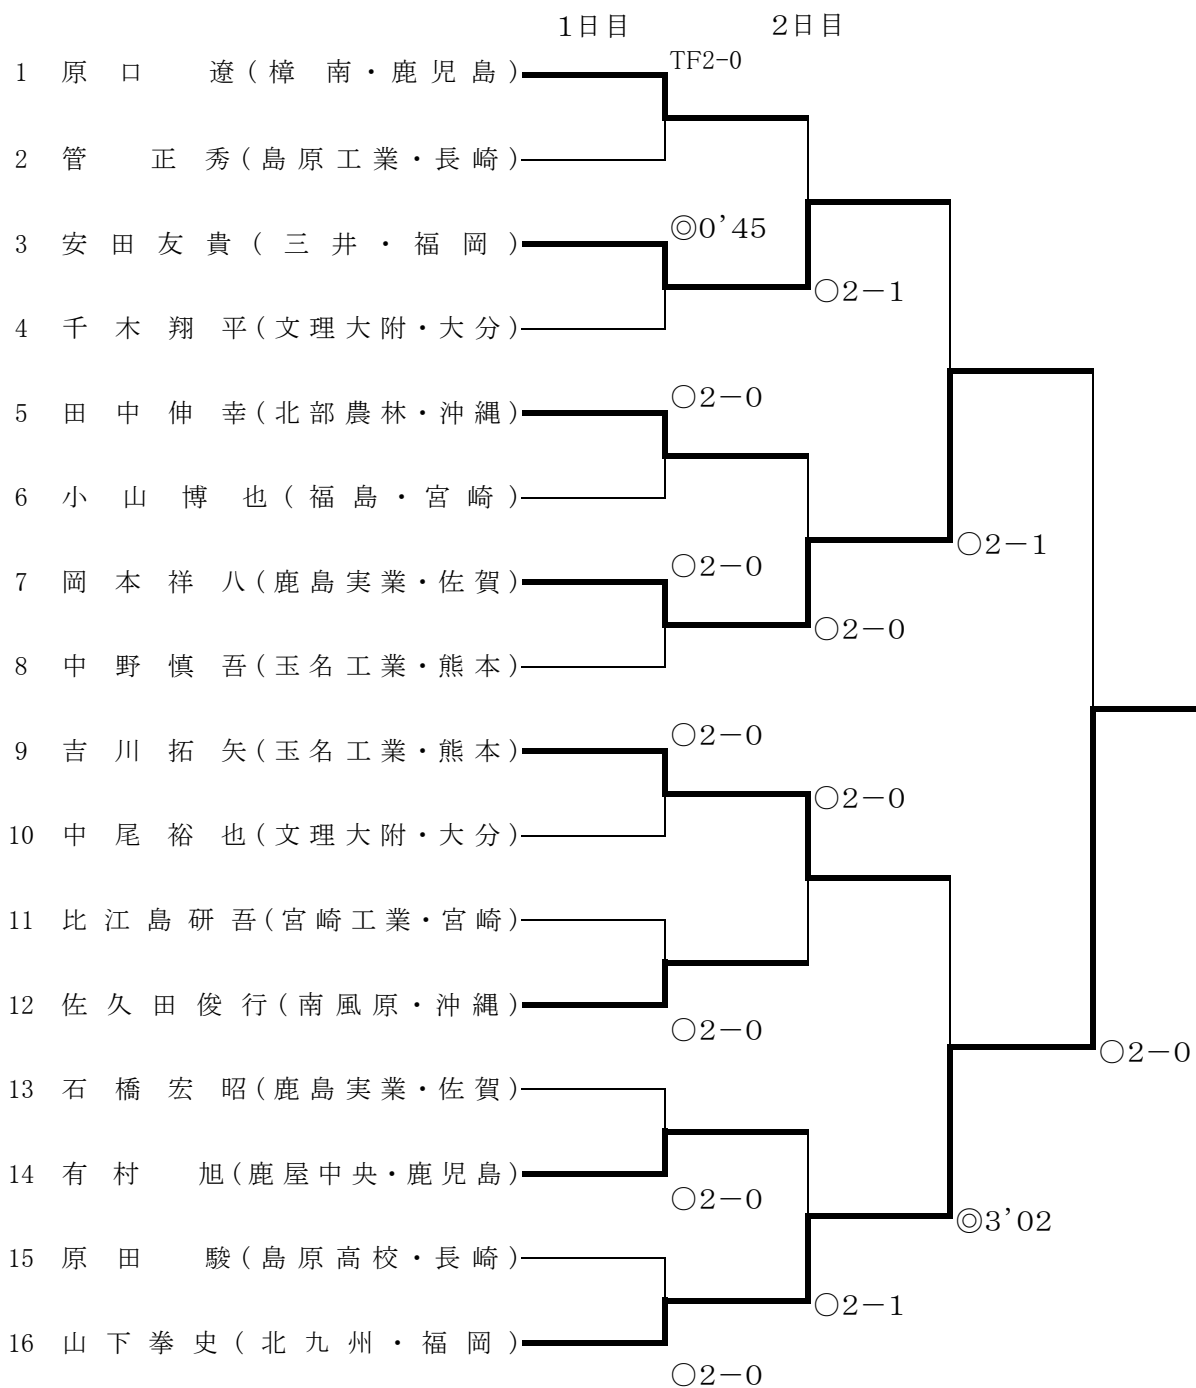 1日目 2日目
TF2-0
1 原口 遼(樟南・鹿児島)
2 管 正秀(島原工業・長崎)
◎0’45
3 安田友貴(三井・福岡)
○2−1
4 千木翔平(文理大附・大分)
○2−0
5 田中伸幸(北部農林・沖縄)
6 小山博也(福島・宮崎)
○2−1
○2−0
7 岡本祥八(鹿島実業・佐賀)
○2−0
8 中野慎吾(玉名工業・熊本)
○2−0
9 吉川拓矢(玉名工業・熊本)
○2−0
10 中尾裕也(文理大附・大分)
11 比江島研吾(宮崎工業・宮崎)
12 佐久田俊行(南風原・沖縄)
○2−0
○2−0
13 石橋宏昭(鹿島実業・佐賀)
14 有村 旭(鹿屋中央・鹿児島)
○2−0
◎3’02
15 原田 駿(島原高校・長崎)
○2−1
16 山下拳史(北九州・福岡)
○2−0